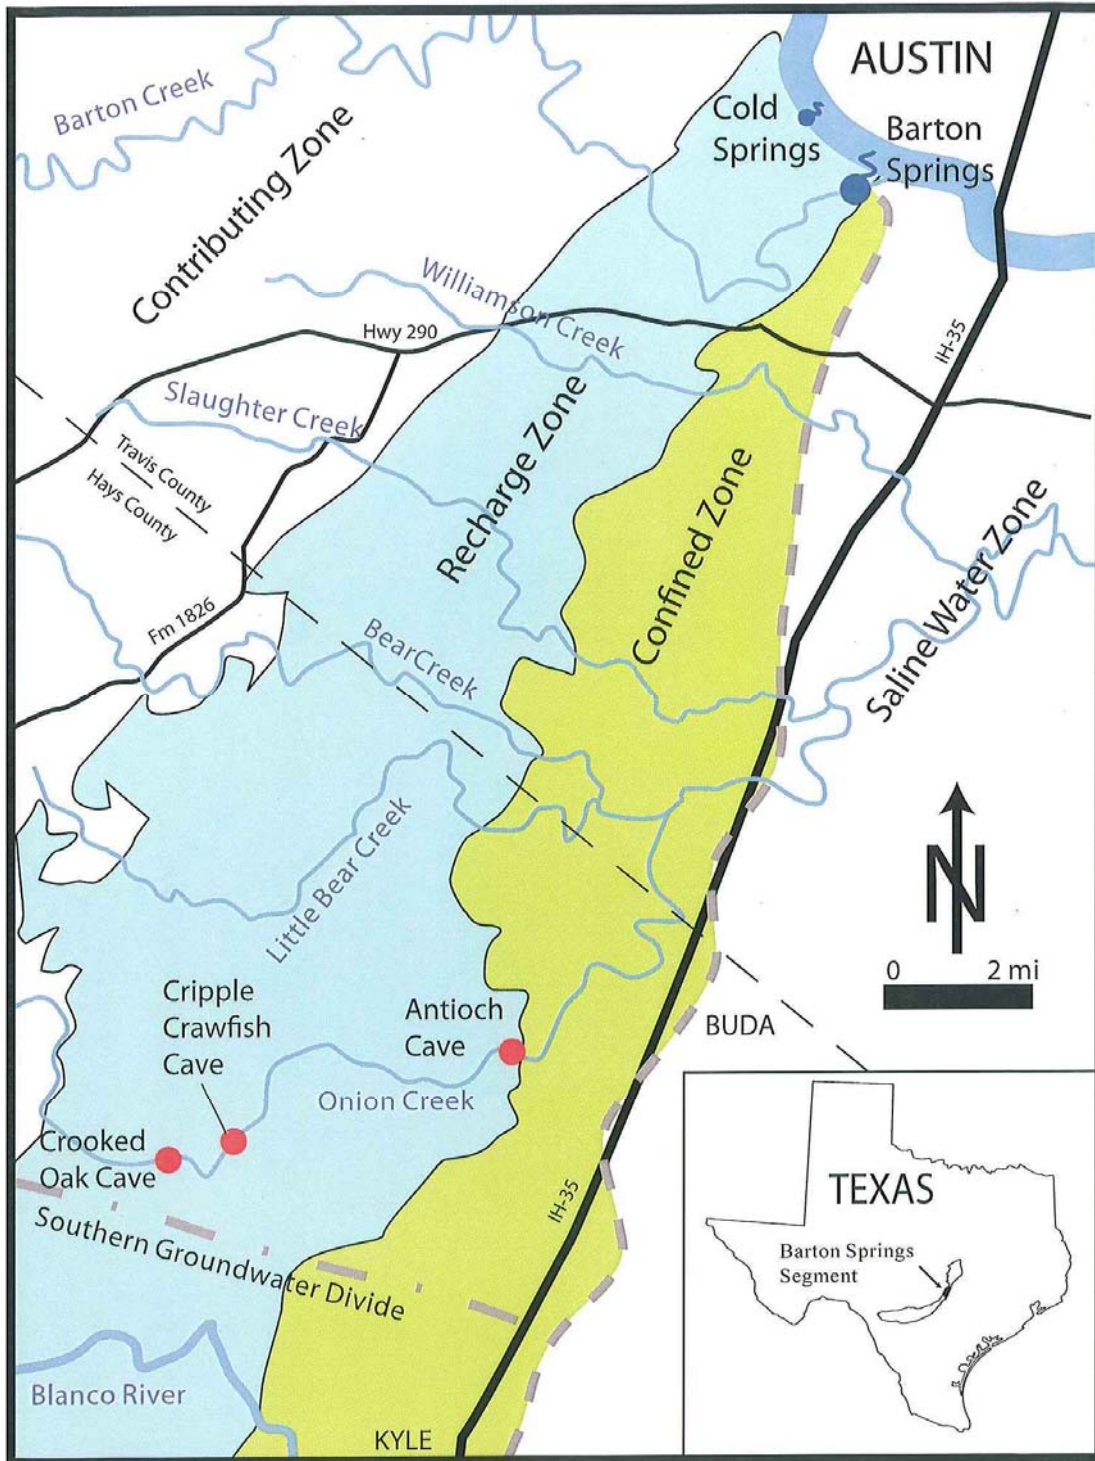 AUSTIN
Barton Creek
Cold
Springs
Barton
Springs
Contributing Zone
Williamson Creek
Hwy 290
IH-35
Slaughter Creek
Recharge Zone
Travis County
Hays County
Confined Zone
Saline Water Zone
Fm 1826
BearCreek
Little Bear Creek
N
0 2 mi
Cripple
Crawfish
Cave
Antioch
Cave
BUDA
Onion Creek
Crooked
Oak Cave
IH-35
Southern Groundwater Divide
TEXAS
Barton Springs
Segment
Blanco River
KYLE